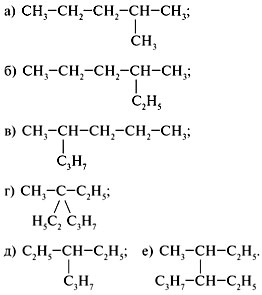 а) CH₃–CH₂–CH₂–CH–CH₃;
CH₃
б) CH₃–CH₂–CH₂–CH–CH₃;
C₂H₅
в) CH₃–CH–CH₂–CH₂–CH₃;
C₃H₇
г) CH₃–C–C₂H₅;
H₅C₂ C₃H₇
д) C₂H₅–CH–C₂H₅; е) CH₃–CH–C₂H₅.
C₃H₇ C₃H₇–CH–C₂H₅